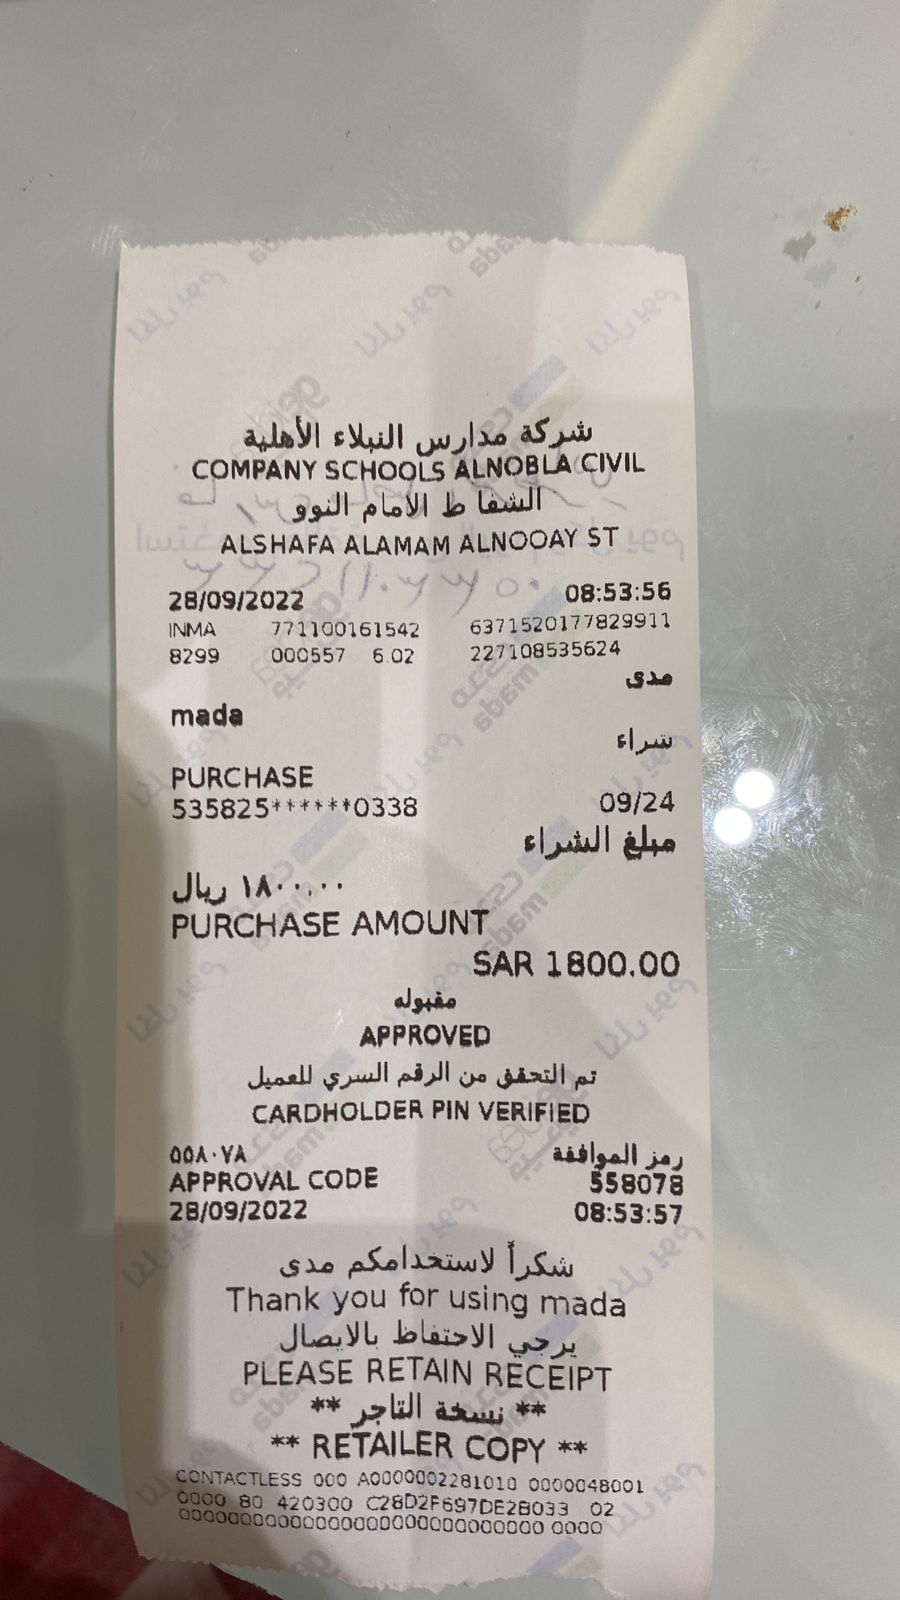 شركة مدارس النبلاء الأهلية
COMPANY SCHOOLS ALNOBLA CIVIL
الشفا ط الامام النوو
ALSHAFA ALAMAM ALNOOAY ST
28/09/2022 08:53:56
INMA 771100161542 6371520177829911
8299 000557 6.02 227108535624
مدى
mada
شراء
PURCHASE
535825******0338 09/24
مبلغ الشراء
١٨٠٠.٠٠ ريال
PURCHASE AMOUNT
SAR 1800.00
مقبوله
APPROVED
تم التحقق من الرقم السري للعميل
CARDHOLDER PIN VERIFIED
رمز الموافقة ٥٥٨٠٧٨
APPROVAL CODE 558078
28/09/2022 08:53:57
شكراً لاستخدامكم مدى
Thank you for using mada
يرجي الاحتفاظ بالايصال
PLEASE RETAIN RECEIPT
** نسخة التاجر **
** RETAILER COPY **
CONTACTLESS 000 A0000002281010 000004B001
0000 80 420300 C28D2F697DE2B033 02